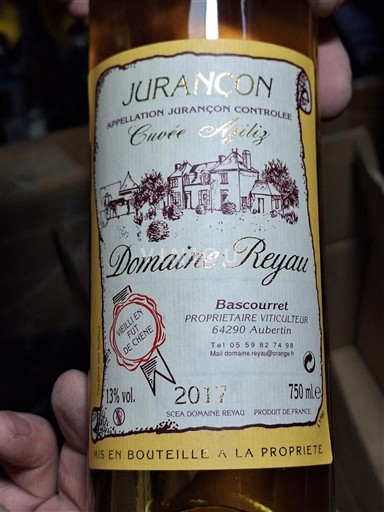 JURANÇON
APPELLATION JURANÇON CONTROLEE
Cuvée Aziliz
Domaine Reyau
Bascourret
PROPRIETAIRE VITICULTEUR
64290 Aubertin
Tel 05 59 82 74 98
Mail domaine.reyau@orange.fr
VIEILLI EN
FUT
DE CHENE
13% vol.
2017
750 ml e
SCEA DOMAINE REYAU PRODUIT DE FRANCE
MIS EN BOUTEILLE A LA PROPRIETE